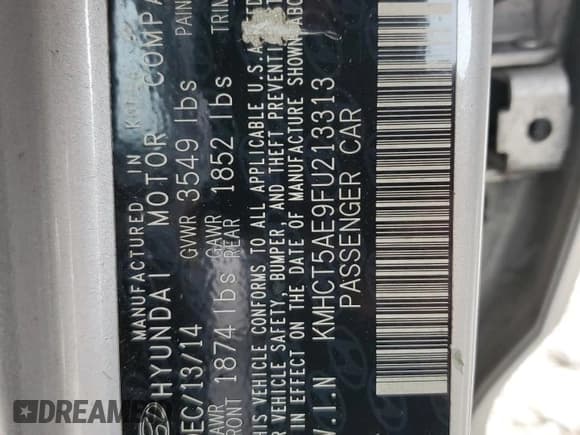 MANUFACTURED IN
HYUNDAI MOTOR COMPA
DEC/13/14 GVWR 3549 lbs PAIN
GAWR GAWR
FRONT 1874 lbs REAR 1852 lbs TRIM
THIS VEHICLE CONFORMS TO ALL APPLICABLE U.S.A. FED
VEHICLE SAFETY, BUMPER, AND THEFT PREVENTI
IN EFFECT ON THE DATE OF MANUFACTURE SHOWN ABO
V.I.N KMHCT5AE9FU213313
PASSENGER CAR
DREAME